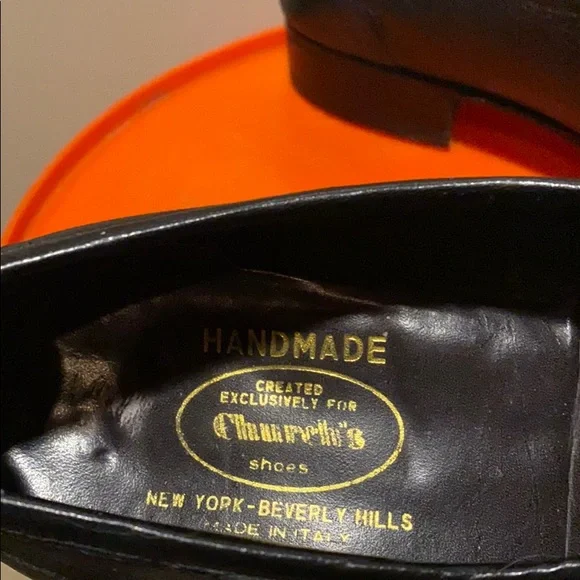 HANDMADE
CREATED
EXCLUSIVELY FOR
Church's
shoes
NEW YORK-BEVERLY HILLS
MADE IN ITALY